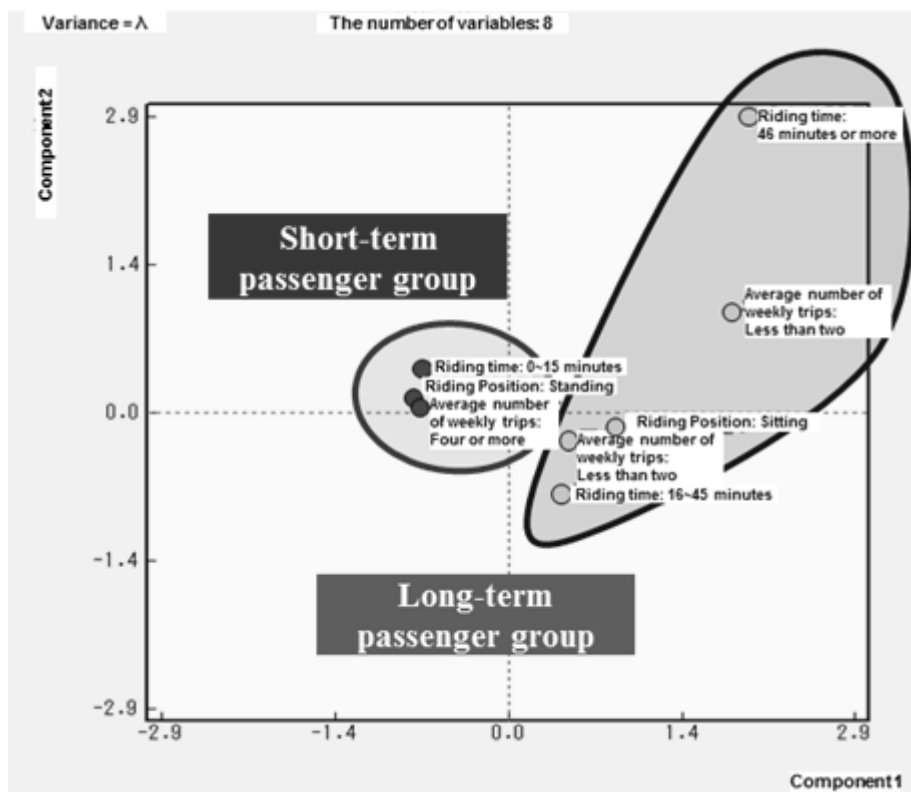 Variance = λ
The number of variables: 8
Component2
2.9
1.4
0.0
-1.4
-2.9
Riding time:
46 minutes or more
Short-term
passenger group
Average number of
weekly trips:
Less than two
Riding time: 0~15 minutes
Riding Position: Standing
Average number
of weekly trips:
Four or more
Riding Position: Sitting
Average number of
weekly trips:
Less than two
Riding time: 16~45 minutes
Long-term
passenger group
-2.9
-1.4
0.0
1.4
2.9
Component1